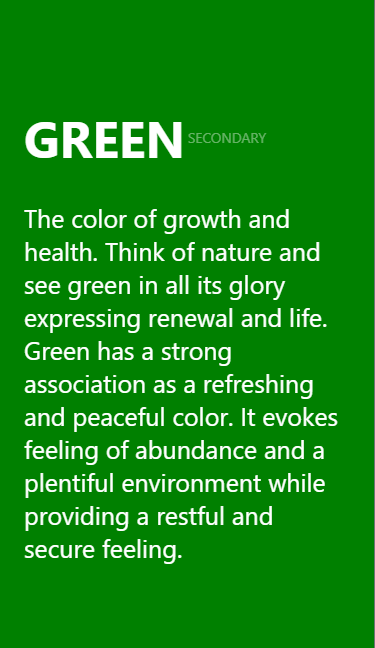 GREEN SECONDARY
The color of growth and
health. Think of nature and
see green in all its glory
expressing renewal and life.
Green has a strong
association as a refreshing
and peaceful color. It evokes
feeling of abundance and a
plentiful environment while
providing a restful and
secure feeling.